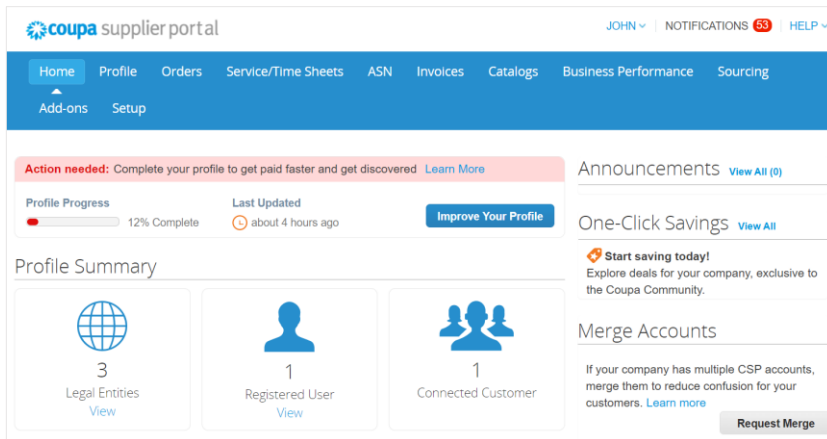 coupa supplier portal
JOHN NOTIFICATIONS 53 HELP
Home Profile Orders Service/Time Sheets ASN Invoices Catalogs Business Performance Sourcing
Add-ons Setup
Action needed: Complete your profile to get paid faster and get discovered Learn More
Profile Progress
12% Complete
Last Updated
about 4 hours ago
Improve Your Profile
Profile Summary
3
Legal Entities
View
1
Registered User
View
1
Connected Customer
Announcements View All (0)
One-Click Savings View All
Start saving today!
Explore deals for your company, exclusive to
the Coupa Community.
Merge Accounts
If your company has multiple CSP accounts,
merge them to reduce confusion for your
customers. Learn more
Request Merge